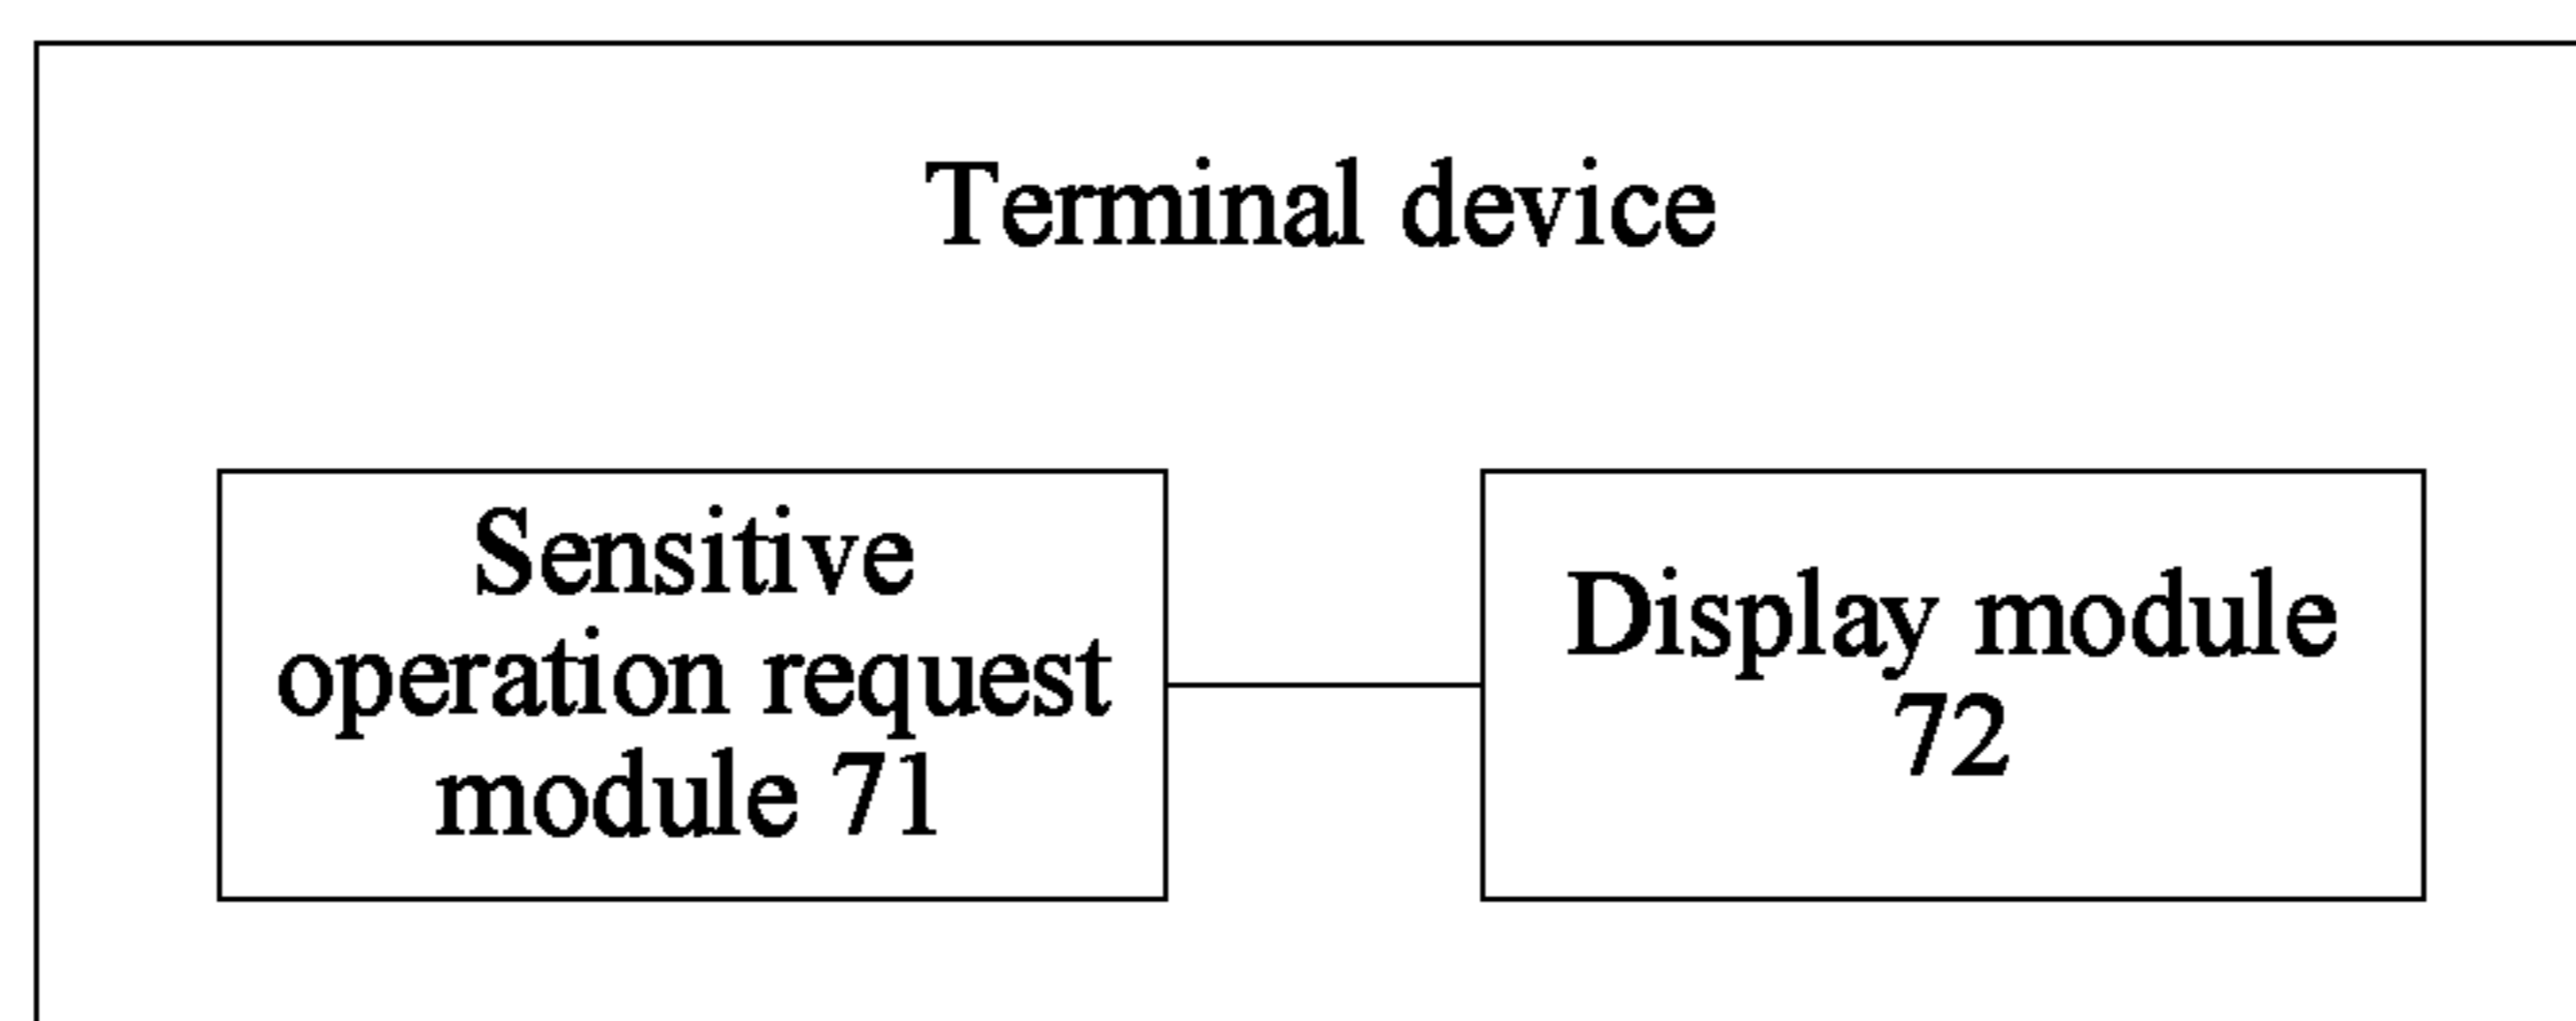 Terminal device
Sensitive
operation request
module 71
Display module
72